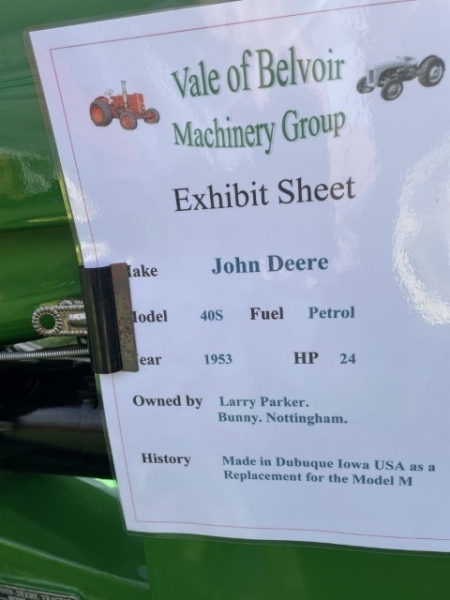 Vale of Belvoir
Machinery Group
Exhibit Sheet
ake John Deere
odel 40S Fuel Petrol
ear 1953 HP 24
Owned by Larry Parker.
Bunny. Nottingham.
History Made in Dubuque Iowa USA as a
Replacement for the Model M